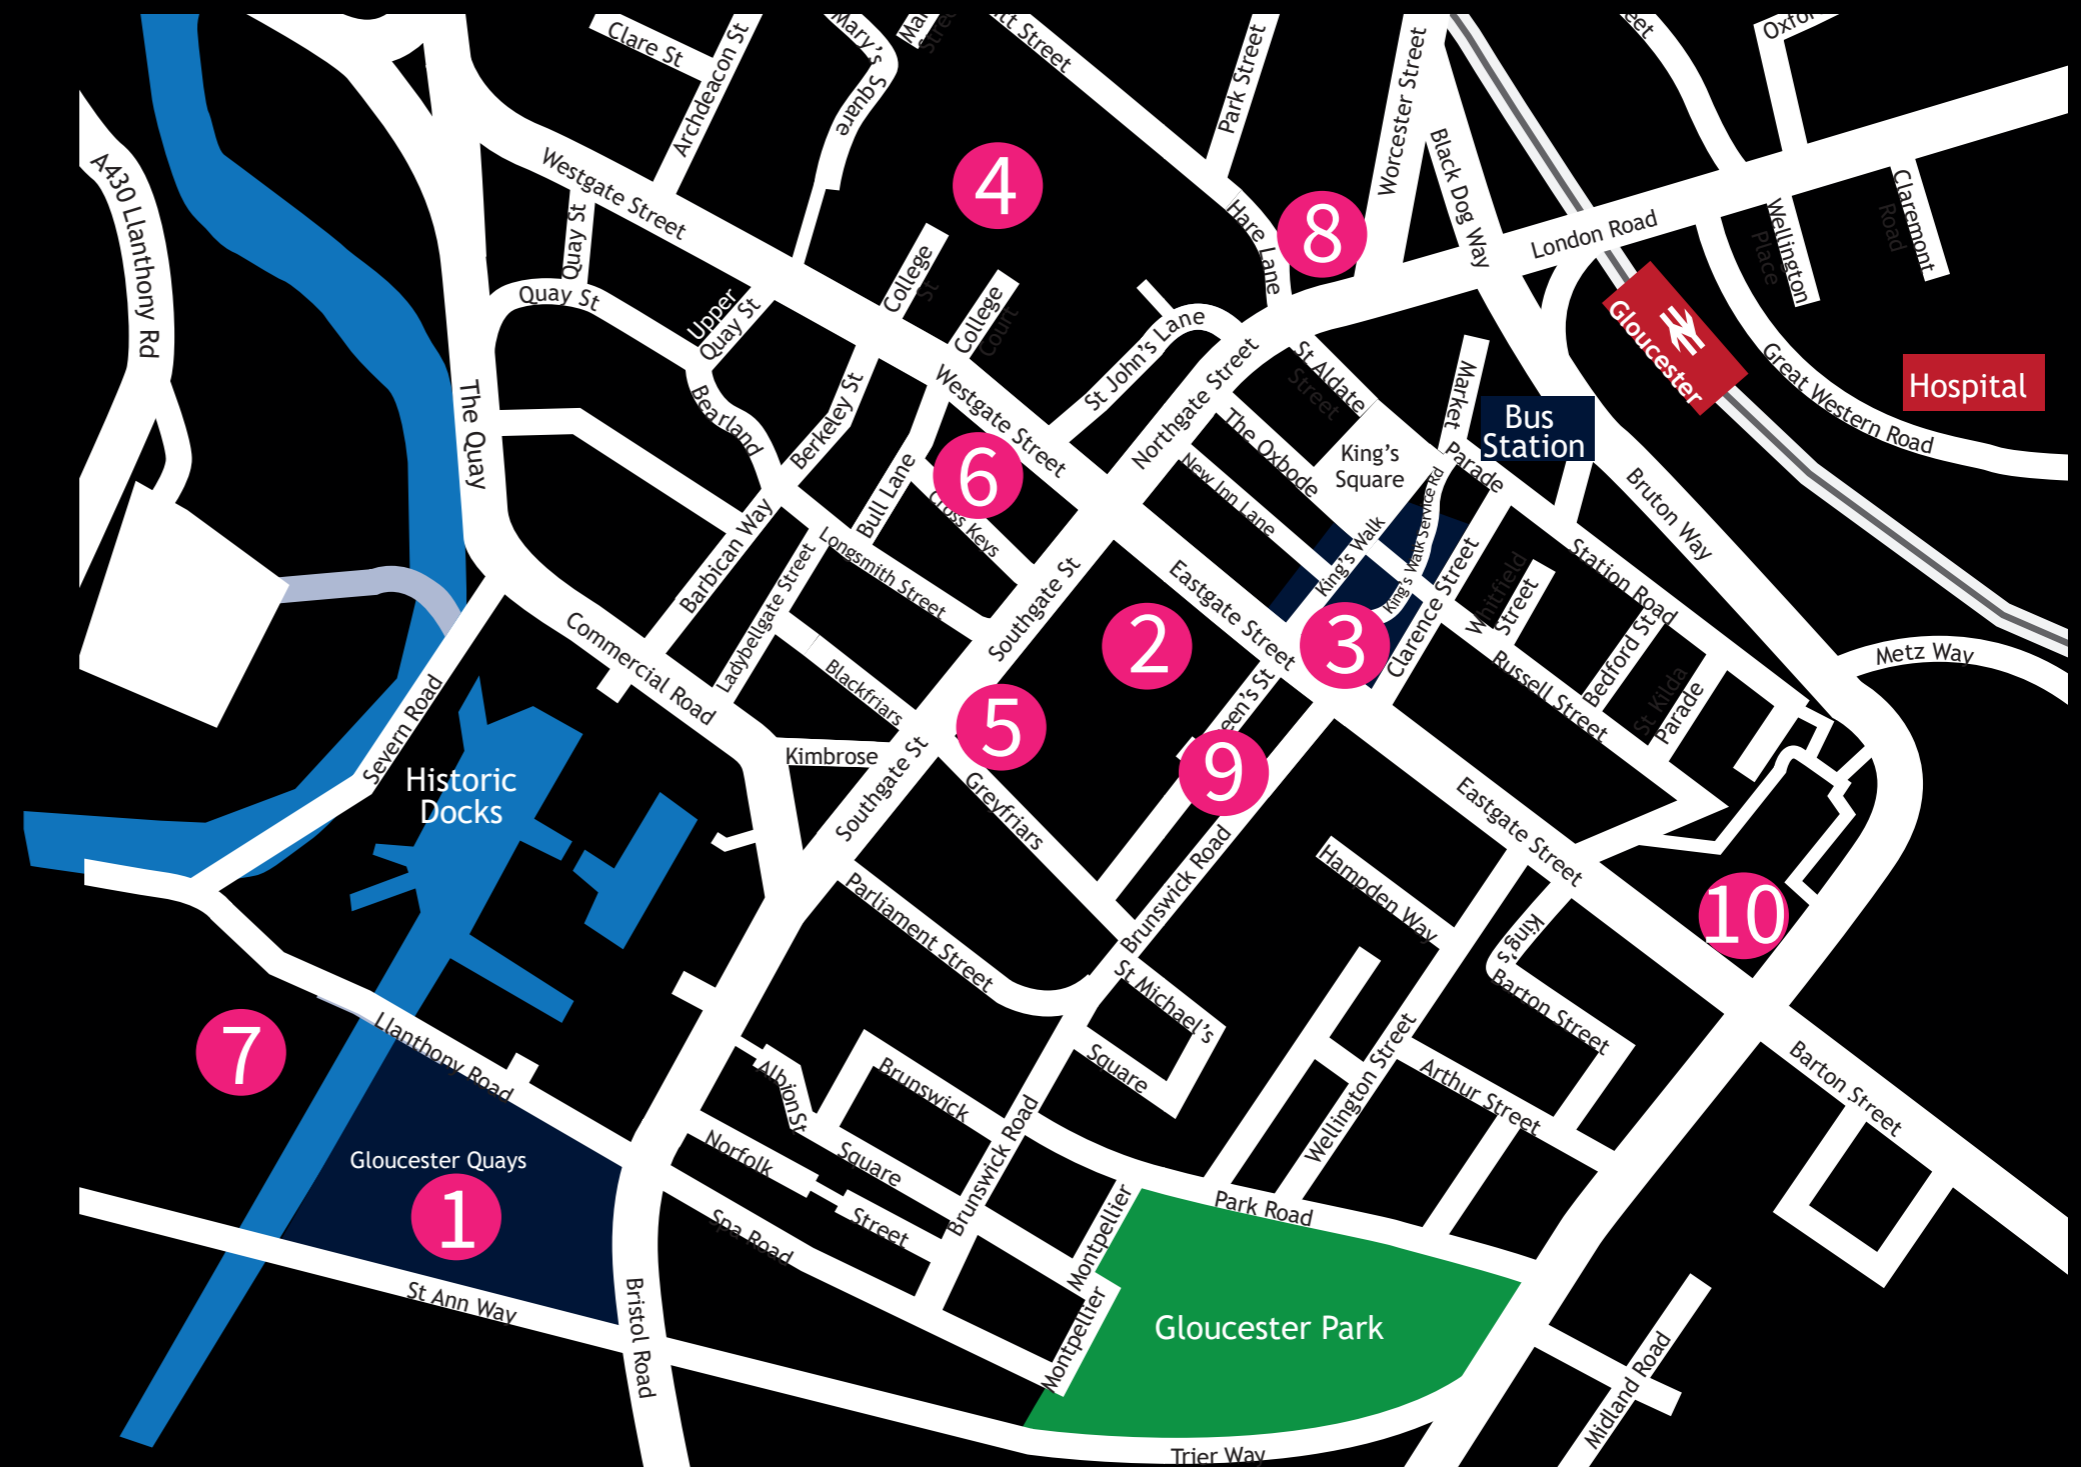 Clare St
Archdeacon St
Mary's
Square
Park Street
Worcester Street
Black Dog Way
A430 Llanthony Rd
Westgate Street
4
8
Hare Lane
London Road
Wellington
Place
Claremont
Road
Quay St
Quay St
Upper
Quay St
College
St
College
Court
St John's Lane
Northgate Street
St Aldate
Street
Market
Parade
Bus
Station
Gloucester
Hospital
Great Western Road
The Quay
Bearland
Berkeley St
Westgate Street
6
Bull Lane
Cross Keys
The Oxbode
New Inn Lane
King's
Square
King's Walk
King's Walk Service Rd
Bruton Way
Station Road
Barbican Way
Longsmith Street
Ladybellgate Street
Southgate St
Eastgate Street
2
3
Clarence Street
Whitfield
Street
Bedford St
Russell Street
St Kilda
Parade
Metz Way
Commercial Road
Blackfriars
5
Severn Road
Historic
Docks
Kimbrose
Southgate St
Greyfriars
9
Brunswick Road
Eastgate Street
Hampden Way
10
Parliament Street
King's
Barton Street
St Michael's
Square
7
Llanthony Road
Albion St
Brunswick
Square
Wellington Street
Arthur Street
Barton Street
Gloucester Quays
1
Norfolk
Street
Brunswick Road
Spa Road
Montpellier
Montpellier
Park Road
St Ann Way
Bristol Road
Gloucester Park
Midland Road
Trier Way